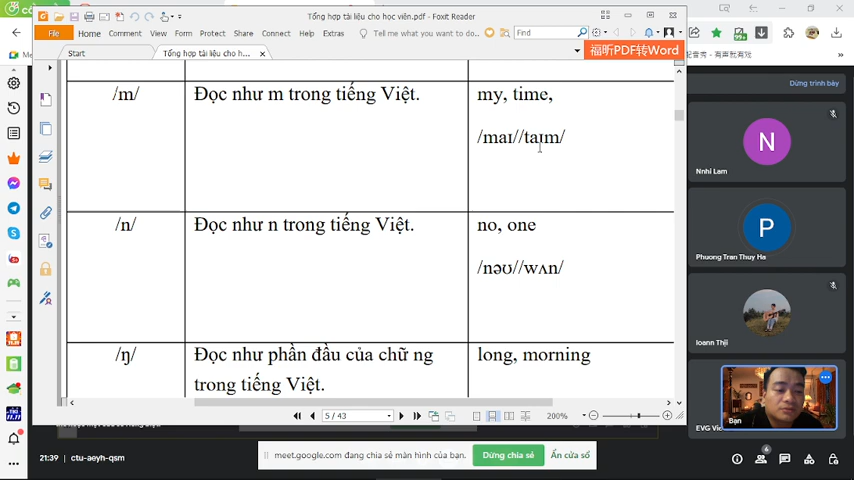 Tổng hợp tài liệu cho học viên.pdf - Foxit Reader
File Home Comment View Form Protect Share Connect Help Extras Tell me what you want to do... Find
Start Tổng hợp tài liệu cho h...
福昕PDF转Word
/m/ Đọc như m trong tiếng Việt. my, time,
/maɪ//taɪm/
/n/ Đọc như n trong tiếng Việt. no, one
/nəʊ//wʌn/
/ŋ/ Đọc như phần đầu của chữ ng long, morning
trong tiếng Việt.
5 / 43 200%
Dừng trình bày
N
Nnhi Lam
P
Phuong Tran Thuy Ha
Ioann Thịi
Bạn
EVG Vie
21:39 ctu-aeyh-qsm
meet.google.com đang chia sẻ màn hình của bạn. Dừng chia sẻ Ẩn cửa sổ
6